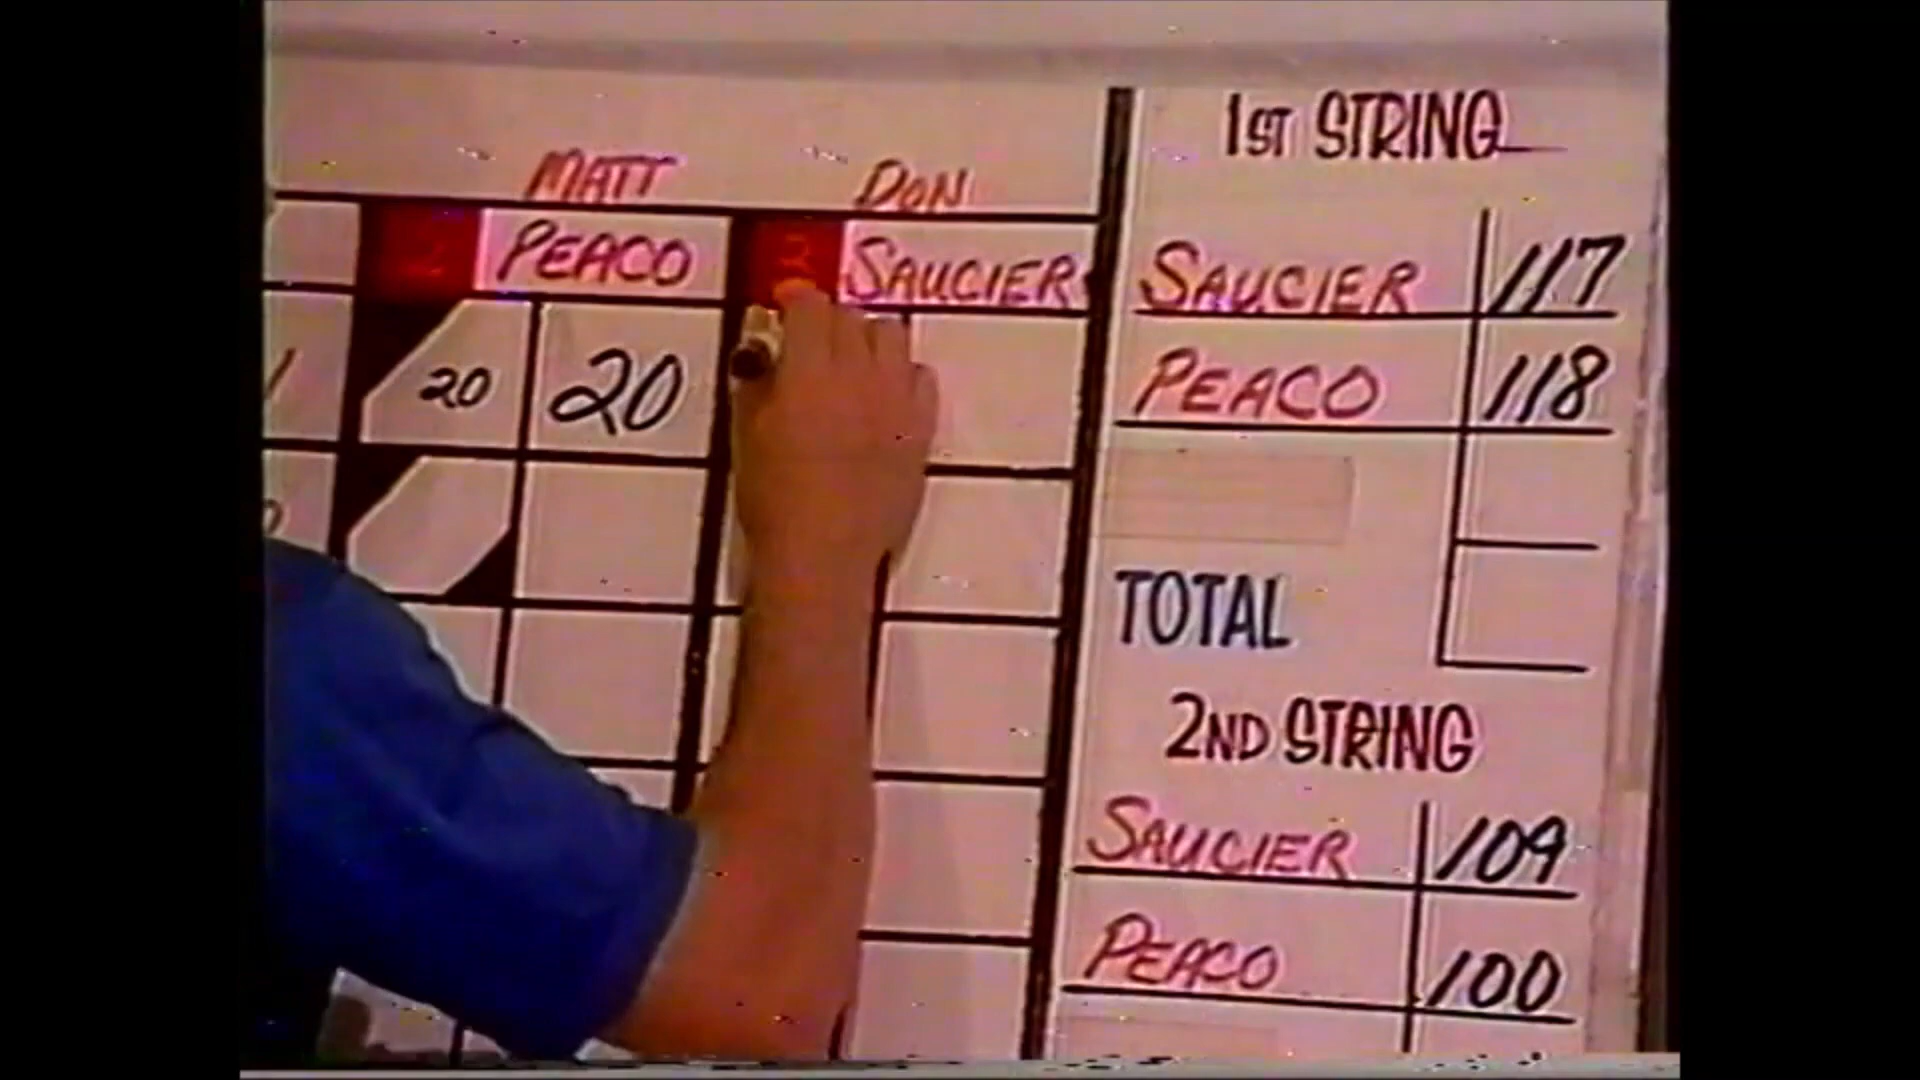 MATT
DON
2 PEACO
2 SAUCIER
20 20
1ST STRING
SAUCIER 117
PEACO 118
TOTAL
2ND STRING
SAUCIER 109
PEACO 100